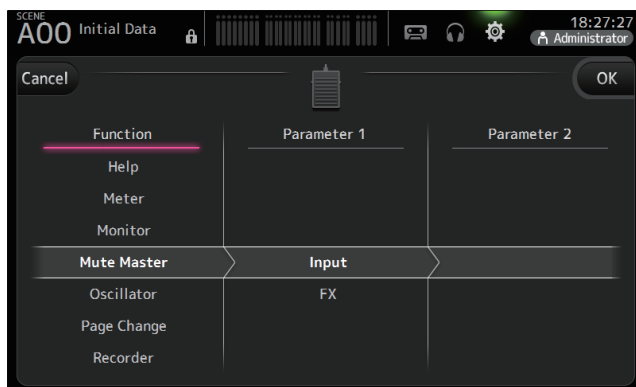 SCENE
A00 Initial Data
18:27:27
Administrator
Cancel
OK
Function Parameter 1 Parameter 2
Help
Meter
Monitor
Mute Master Input
Oscillator FX
Page Change
Recorder